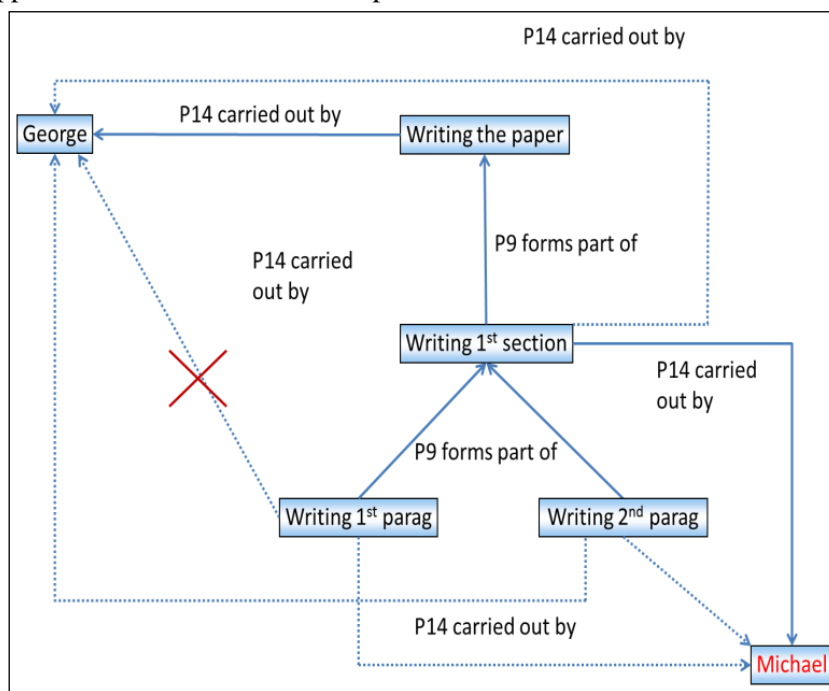 P14 carried out by
P14 carried out by
George
Writing the paper
P14 carried
out by
P9 forms part of
Writing 1st section
P14 carried
out by
P9 forms part of
Writing 1st parag
Writing 2nd parag
P14 carried out by
Michael